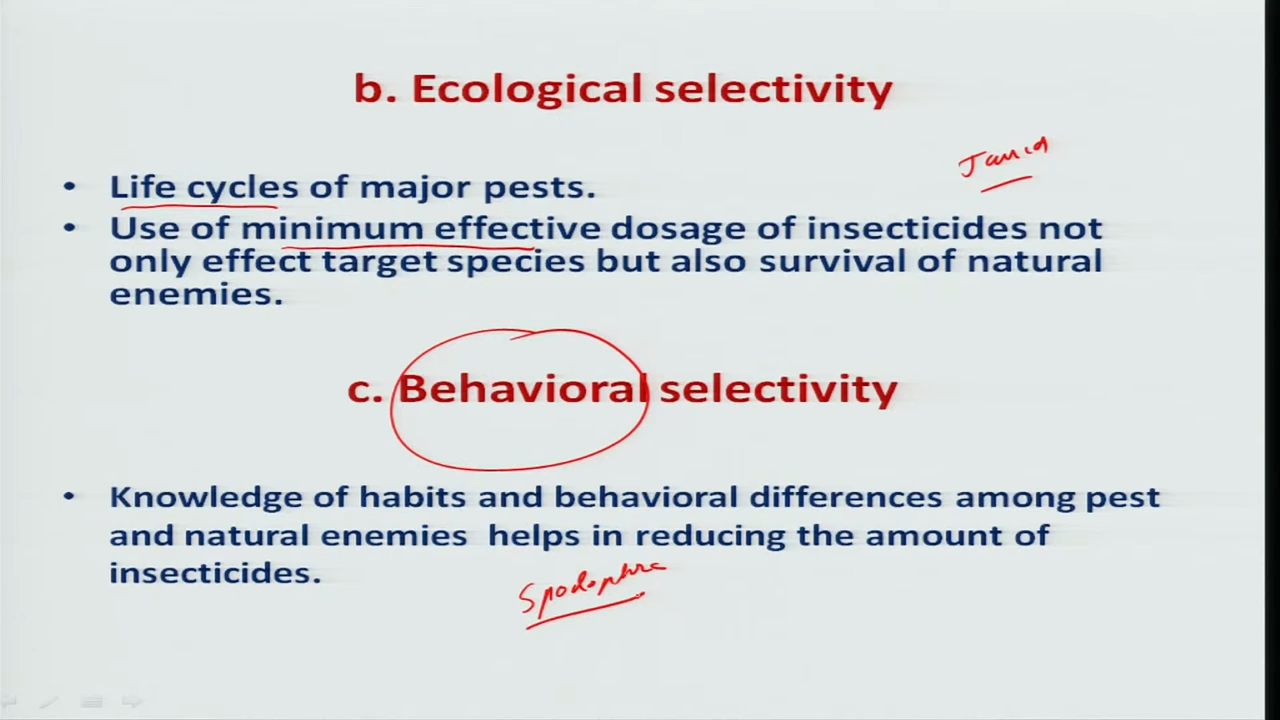 b. Ecological selectivity
• Life cycles of major pests.
• Use of minimum effective dosage of insecticides not
only effect target species but also survival of natural
enemies.
c. Behavioral selectivity
• Knowledge of habits and behavioral differences among pest
and natural enemies helps in reducing the amount of
insecticides.